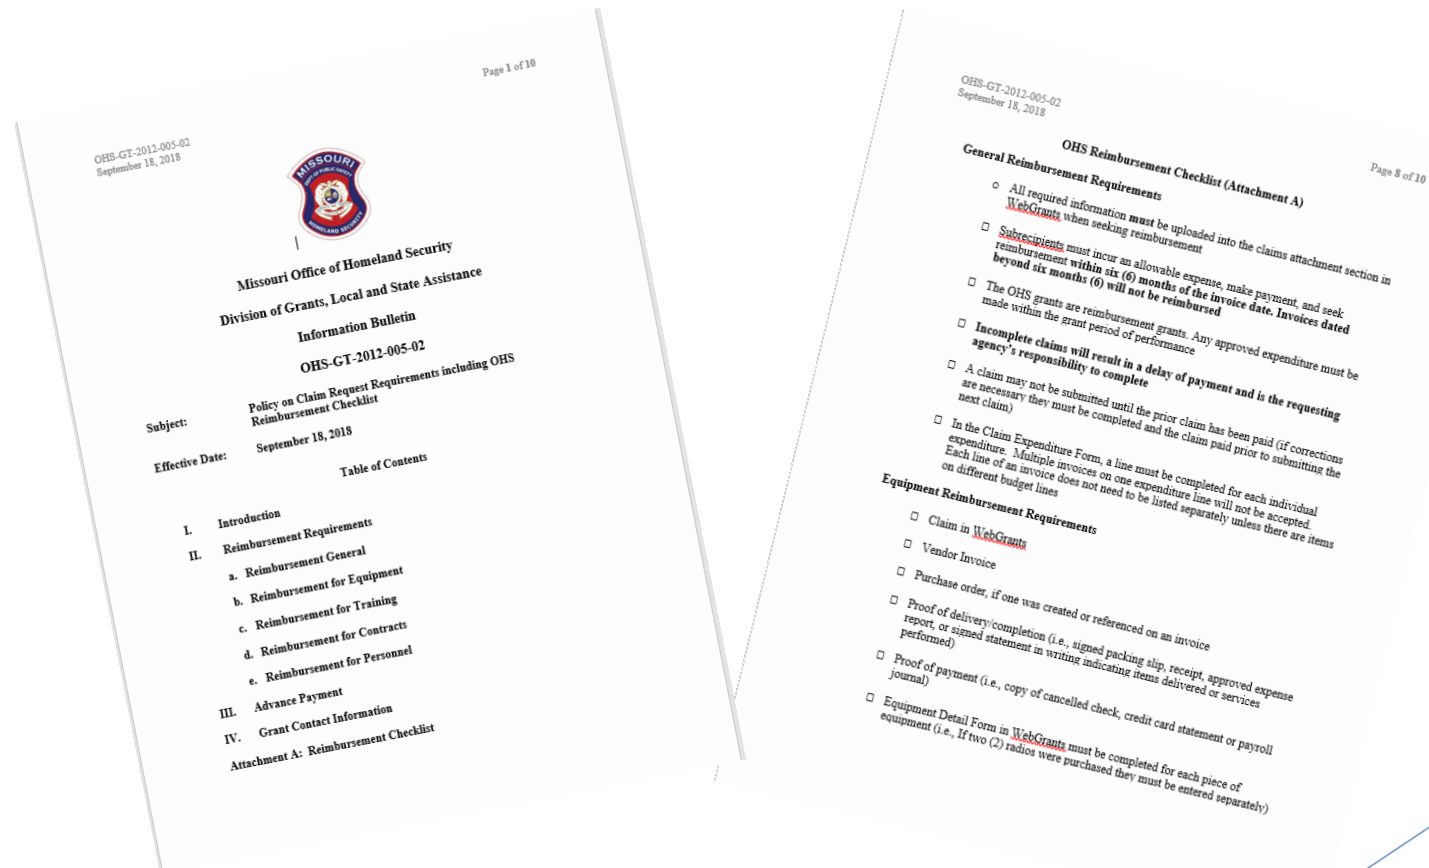 Page 1 of 10
OHS-GT-2012-005-02
September 18, 2018
MISSOURI
DEPT OF PUBLIC SAFETY
HOMELAND SECURITY
Missouri Office of Homeland Security
Division of Grants, Local and State Assistance
Information Bulletin
OHS-GT-2012-005-02
Subject:
Policy on Claim Request Requirements including OHS
Reimbursement Checklist
Effective Date:
September 18, 2018
Table of Contents
I. Introduction
II. Reimbursement Requirements
a. Reimbursement General
b. Reimbursement for Equipment
c. Reimbursement for Training
d. Reimbursement for Contracts
e. Reimbursement for Personnel
III. Advance Payment
IV. Grant Contact Information
Attachment A: Reimbursement Checklist
OHS-GT-2012-005-02
September 18, 2018
Page 8 of 10
OHS Reimbursement Checklist (Attachment A)
General Reimbursement Requirements
All required information must be uploaded into the claims attachment section in
WebGrants when seeking reimbursement
Subrecipients must incur an allowable expense, make payment, and seek
reimbursement within six (6) months of the invoice date. Invoices dated
beyond six months (6) will not be reimbursed
The OHS grants are reimbursement grants. Any approved expenditure must be
made within the grant period of performance
Incomplete claims will result in a delay of payment and is the requesting
agency's responsibility to complete
A claim may not be submitted until the prior claim has been paid (if corrections
are necessary they must be completed and the claim paid prior to submitting the
next claim)
In the Claim Expenditure Form, a line must be completed for each individual
expenditure. Multiple invoices on one expenditure line will not be accepted.
Each line of an invoice does not need to be listed separately unless there are items
on different budget lines
Equipment Reimbursement Requirements
Claim in WebGrants
Vendor Invoice
Purchase order, if one was created or referenced on an invoice
Proof of delivery/completion (i.e., signed packing slip, receipt, approved expense
report, or signed statement in writing indicating items delivered or services
performed)
Proof of payment (i.e., copy of cancelled check, credit card statement or payroll
journal)
Equipment Detail Form in WebGrants must be completed for each piece of
equipment (i.e., If two (2) radios were purchased they must be entered separately)